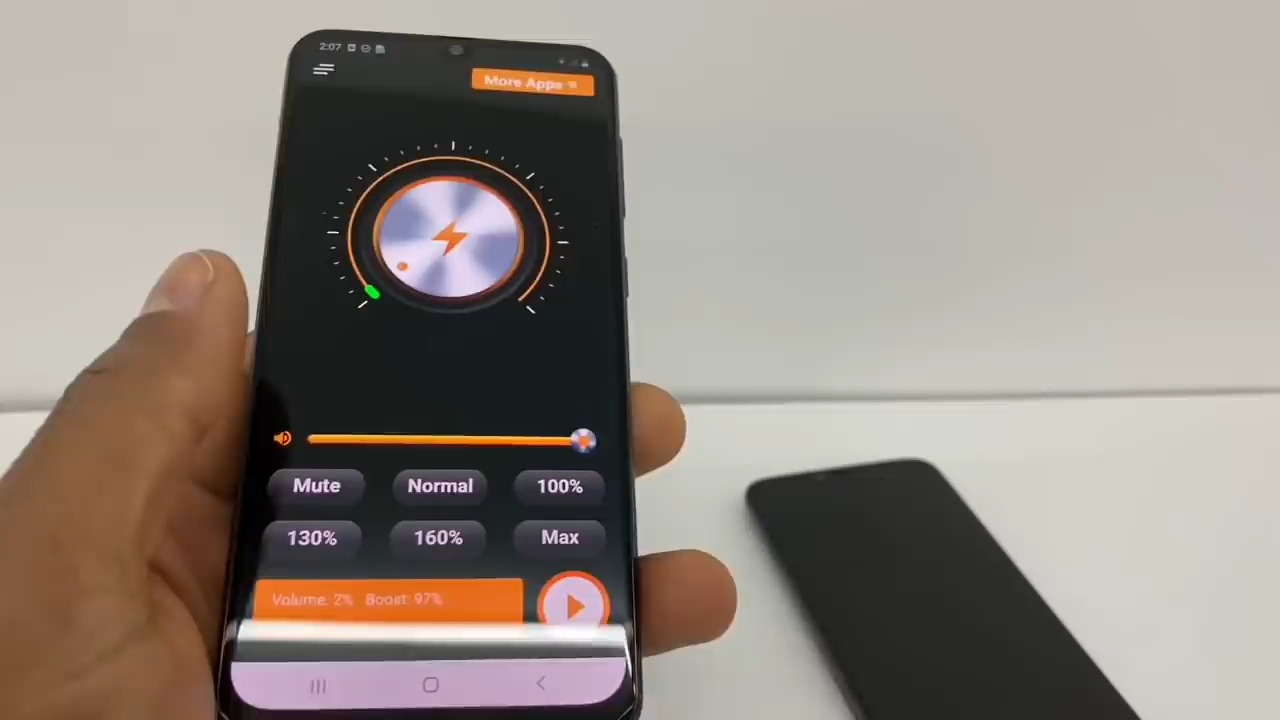 2:07
More Apps
Mute Normal 100%
130% 160% Max
Volume: 2% Boost: 97%